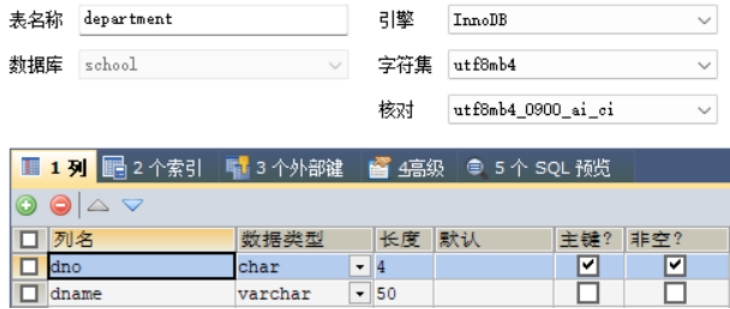 表名称 department 引擎 InnoDB
数据库 school 字符集 utf8mb4
核对 utf8mb4_0900_ai_ci
1 列 2 个索引 3 个外部键 4高级 5 个 SQL 预览
列名 数据类型 长度 默认 主键? 非空?
dno char 4
dname varchar 50